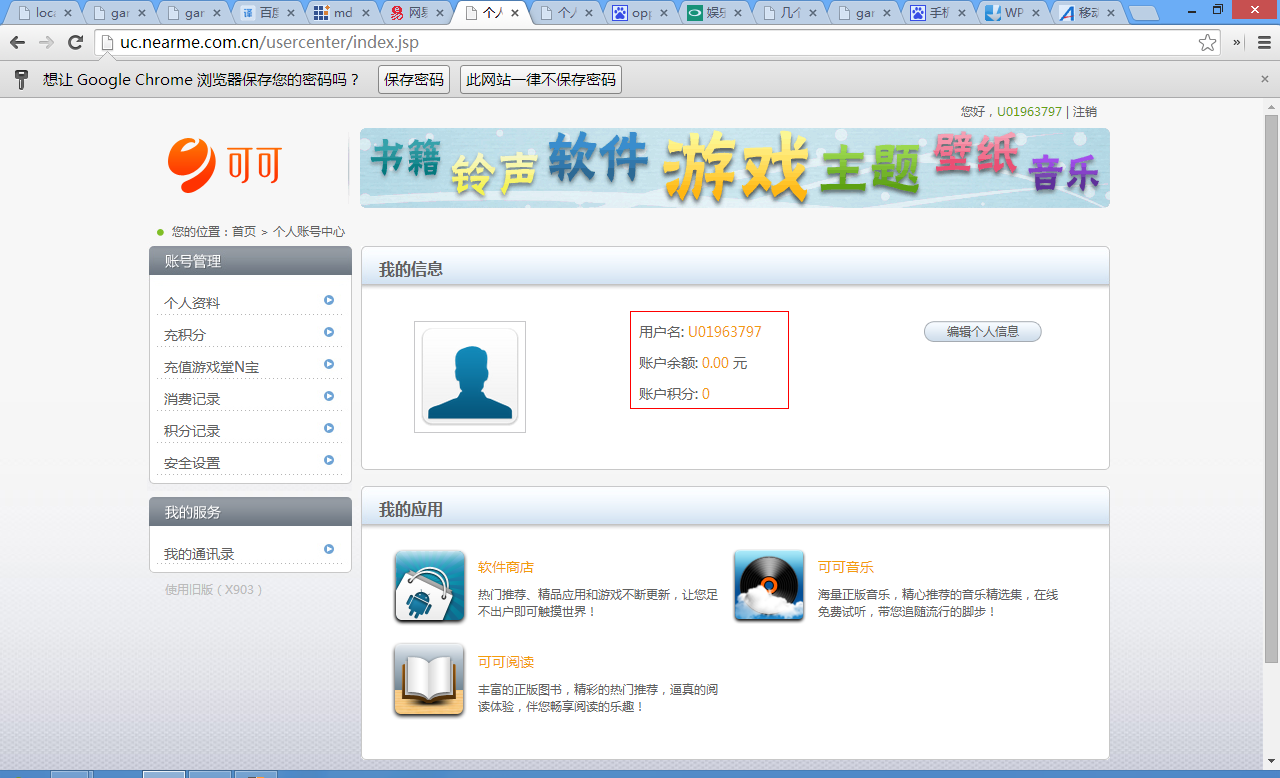 loca
gar
gar
百度
md
网易
个人
个人
opp
娱乐
几个
gar
手机
WP
移动
uc.nearme.com.cn/usercenter/index.jsp
想让 Google Chrome 浏览器保存您的密码吗？ 保存密码 此网站一律不保存密码
您好，U01963797 | 注销
可可
书籍 铃声 软件 游戏 主题 壁纸 音乐
您的位置：首页 > 个人账号中心
账号管理
个人资料
充积分
充值游戏堂N宝
消费记录
积分记录
安全设置
我的服务
我的通讯录
使用旧版（X903）
我的信息
用户名: U01963797
账户余额: 0.00 元
账户积分: 0
编辑个人信息
我的应用
软件商店
热门推荐、精品应用和游戏不断更新，让您足
不出户即可触摸世界！
可可音乐
海量正版音乐，精心推荐的音乐精选集，在线
免费试听，带您追随流行的脚步！
可可阅读
丰富的正版图书，精彩的热门推荐，逼真的阅
读体验，伴您畅享阅读的乐趣！